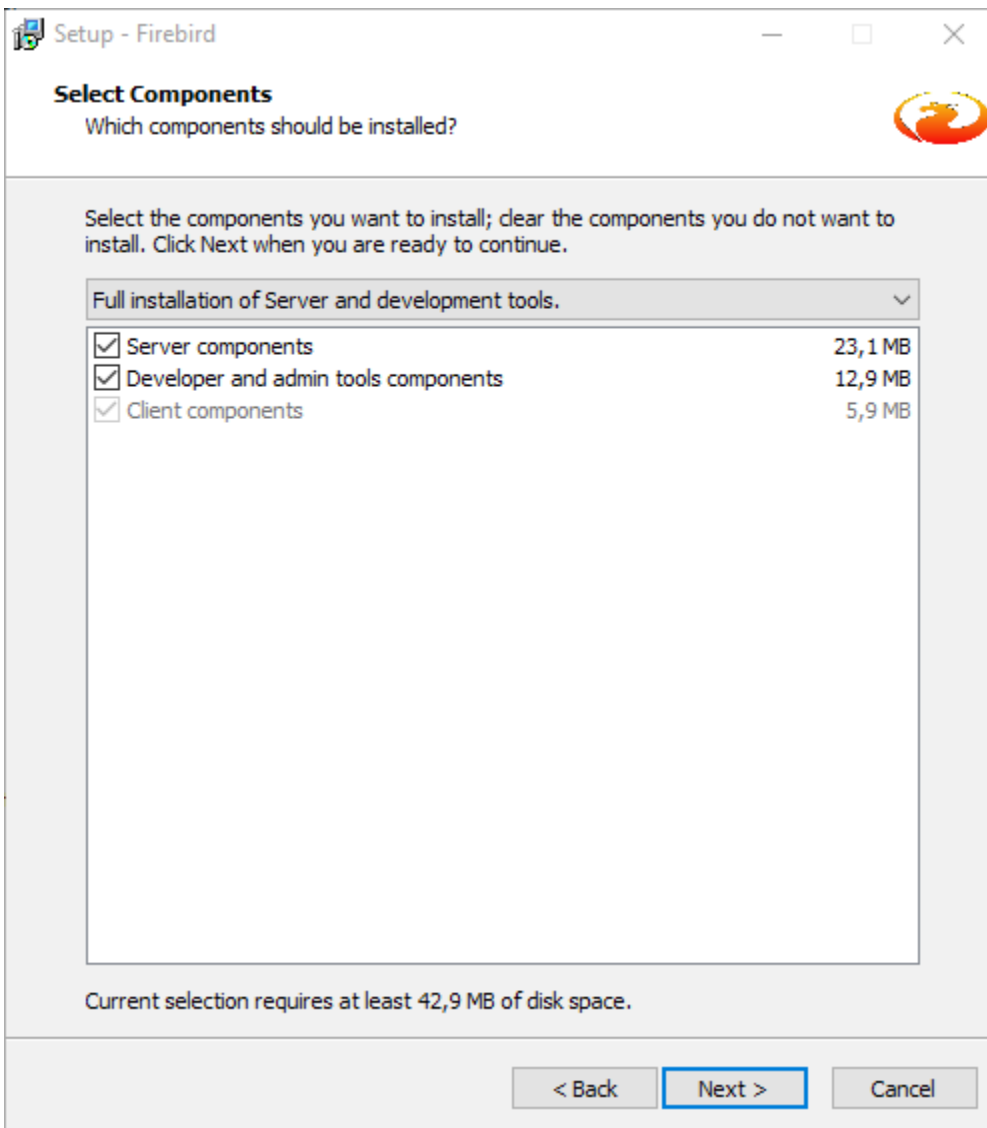 Setup - Firebird
Select Components
Which components should be installed?
Select the components you want to install; clear the components you do not want to
install. Click Next when you are ready to continue.
Full installation of Server and development tools.
Server components 23,1 MB
Developer and admin tools components 12,9 MB
Client components 5,9 MB
Current selection requires at least 42,9 MB of disk space.
< Back Next > Cancel